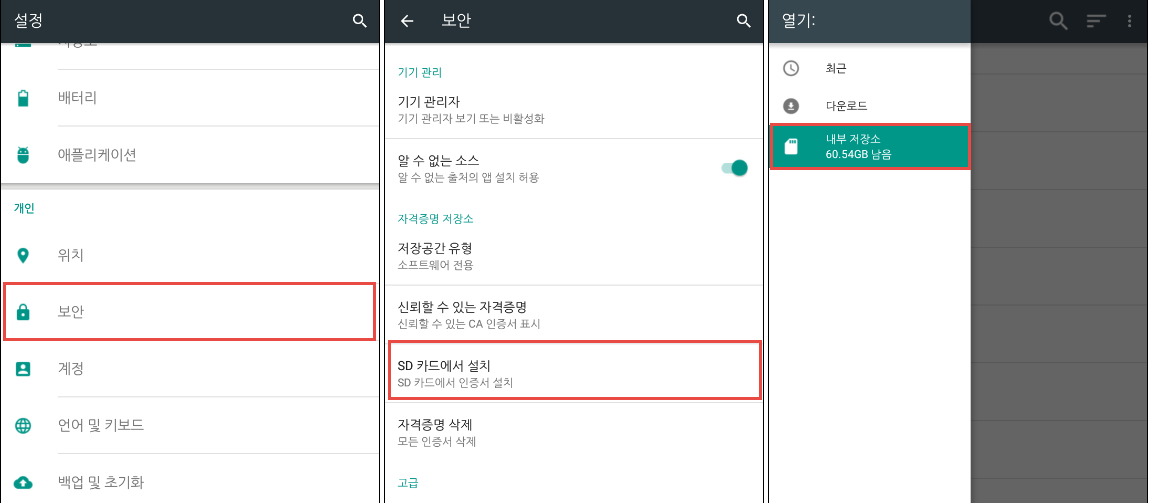 설정
배터리
애플리케이션
개인
위치
보안
계정
언어 및 키보드
백업 및 초기화
보안
기기 관리
기기 관리자
기기 관리자 보기 또는 비활성화
알 수 없는 소스
알 수 없는 출처의 앱 설치 허용
자격증명 저장소
저장공간 유형
소프트웨어 전용
신뢰할 수 있는 자격증명
신뢰할 수 있는 CA 인증서 표시
SD 카드에서 설치
SD 카드에서 인증서 설치
자격증명 삭제
모든 인증서 삭제
고급
열기:
최근
다운로드
내부 저장소
60.54GB 남음